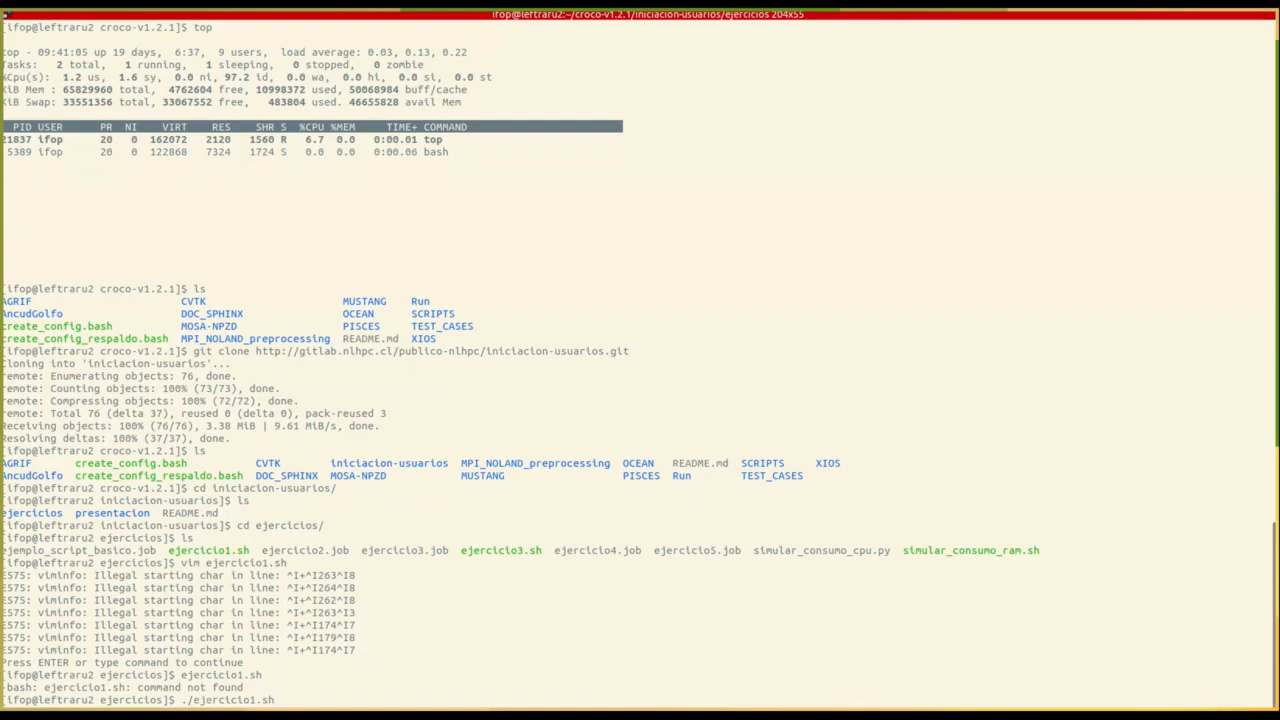 ifop@leftraru2:~/croco-v1.2.1/iniciacion-usuarios/ejercicios 204x55
[ifop@leftraru2 croco-v1.2.1]$ top
top - 09:41:05 up 19 days,  6:37,  9 users,  load average: 0.03, 0.13, 0.22
Tasks:   2 total,   1 running,   1 sleeping,   0 stopped,   0 zombie
%Cpu(s):  1.2 us,  1.6 sy,  0.0 ni, 97.2 id,  0.0 wa,  0.0 hi,  0.0 si,  0.0 st
KiB Mem : 65829960 total,  4762604 free, 10998372 used, 50068984 buff/cache
KiB Swap: 33551356 total, 33067552 free,   483804 used. 46655828 avail Mem
PID USER      PR  NI    VIRT    RES    SHR S  %CPU %MEM     TIME+ COMMAND
21837 ifop      20   0  162072   2120   1560 R   6.7  0.0   0:00.01 top
5389 ifop      20   0  122868   7324   1724 S   0.0  0.0   0:00.06 bash
[ifop@leftraru2 croco-v1.2.1]$ ls
AGRIF CVTK MUSTANG Run
AncudGolfo DOC_SPHINX OCEAN SCRIPTS
create_config.bash MOSA-NPZD PISCES TEST_CASES
create_config_respaldo.bash MPI_NOLAND_preprocessing README.md XIOS
[ifop@leftraru2 croco-v1.2.1]$ git clone http://gitlab.nlhpc.cl/publico-nlhpc/iniciacion-usuarios.git
Cloning into 'iniciacion-usuarios'...
remote: Enumerating objects: 76, done.
remote: Counting objects: 100% (73/73), done.
remote: Compressing objects: 100% (72/72), done.
remote: Total 76 (delta 37), reused 0 (delta 0), pack-reused 3
Receiving objects: 100% (76/76), 3.38 MiB | 9.61 MiB/s, done.
Resolving deltas: 100% (37/37), done.
[ifop@leftraru2 croco-v1.2.1]$ ls
AGRIF create_config.bash CVTK iniciacion-usuarios MPI_NOLAND_preprocessing OCEAN README.md SCRIPTS XIOS
AncudGolfo create_config_respaldo.bash DOC_SPHINX MOSA-NPZD MUSTANG PISCES Run TEST_CASES
[ifop@leftraru2 croco-v1.2.1]$ cd iniciacion-usuarios/
[ifop@leftraru2 iniciacion-usuarios]$ ls
ejercicios presentacion README.md
[ifop@leftraru2 iniciacion-usuarios]$ cd ejercicios/
[ifop@leftraru2 ejercicios]$ ls
ejemplo_script_basico.job ejercicio1.sh ejercicio2.job ejercicio3.job ejercicio3.sh ejercicio4.job ejercicio5.job simular_consumo_cpu.py simular_consumo_ram.sh
[ifop@leftraru2 ejercicios]$ vim ejercicio1.sh
E575: viminfo: Illegal starting char in line: ^I+^I263^I8
E575: viminfo: Illegal starting char in line: ^I+^I264^I8
E575: viminfo: Illegal starting char in line: ^I+^I262^I8
E575: viminfo: Illegal starting char in line: ^I+^I263^I3
E575: viminfo: Illegal starting char in line: ^I+^I174^I7
E575: viminfo: Illegal starting char in line: ^I+^I179^I8
E575: viminfo: Illegal starting char in line: ^I+^I174^I7
Press ENTER or type command to continue
[ifop@leftraru2 ejercicios]$ ejercicio1.sh
-bash: ejercicio1.sh: command not found
[ifop@leftraru2 ejercicios]$ ./ejercicio1.sh